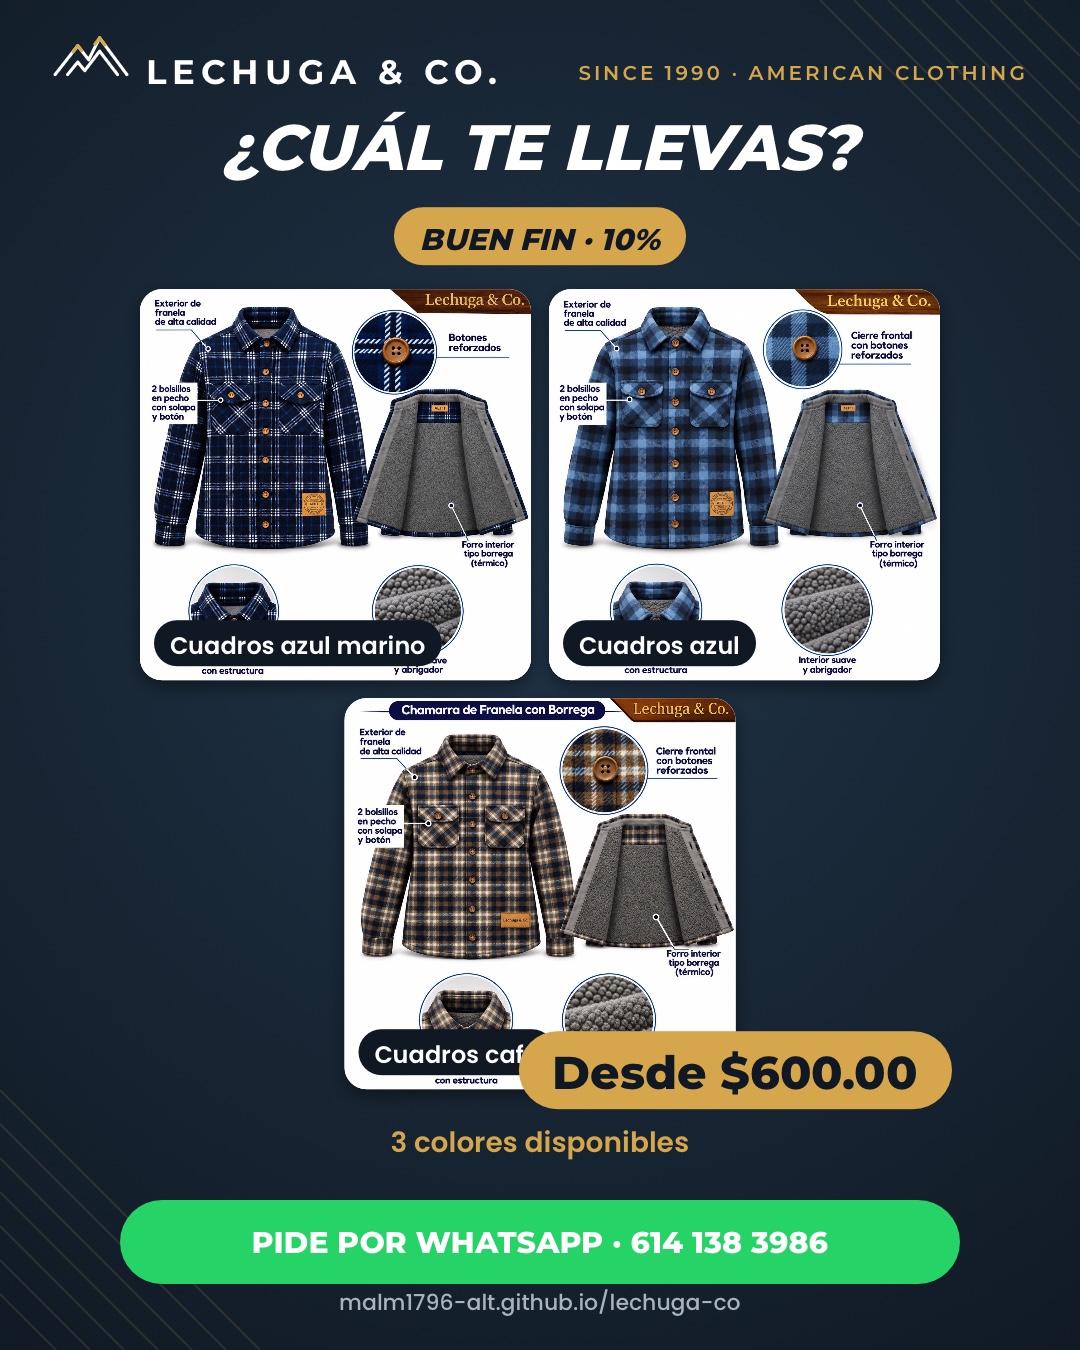 LECHUGA & CO.
SINCE 1990 · AMERICAN CLOTHING
¿CUÁL TE LLEVAS?
BUEN FIN · 10%
Exterior de
franela
de alta calidad
Lechuga & Co.
Botones
reforzados
2 bolsillos
en pecho
con solapa
y botón
Forro interior
tipo borrega
(térmico)
Cuadros azul marino
con estructura
y abrigador
Exterior de
franela
de alta calidad
Lechuga & Co.
Cierre frontal
con botones
reforzados
2 bolsillos
en pecho
con solapa
y botón
Forro interior
tipo borrega
(térmico)
Cuadros azul
con estructura
Interior suave
y abrigador
Chamarra de Franela con Borrega
Lechuga & Co.
Exterior de
franela
de alta calidad
Cierre frontal
con botones
reforzados
2 bolsillos
en pecho
con solapa
y botón
Forro interior
tipo borrega
(térmico)
Cuadros caf
con estructura
Desde $600.00
3 colores disponibles
PIDE POR WHATSAPP · 614 138 3986
malm1796-alt.github.io/lechuga-co